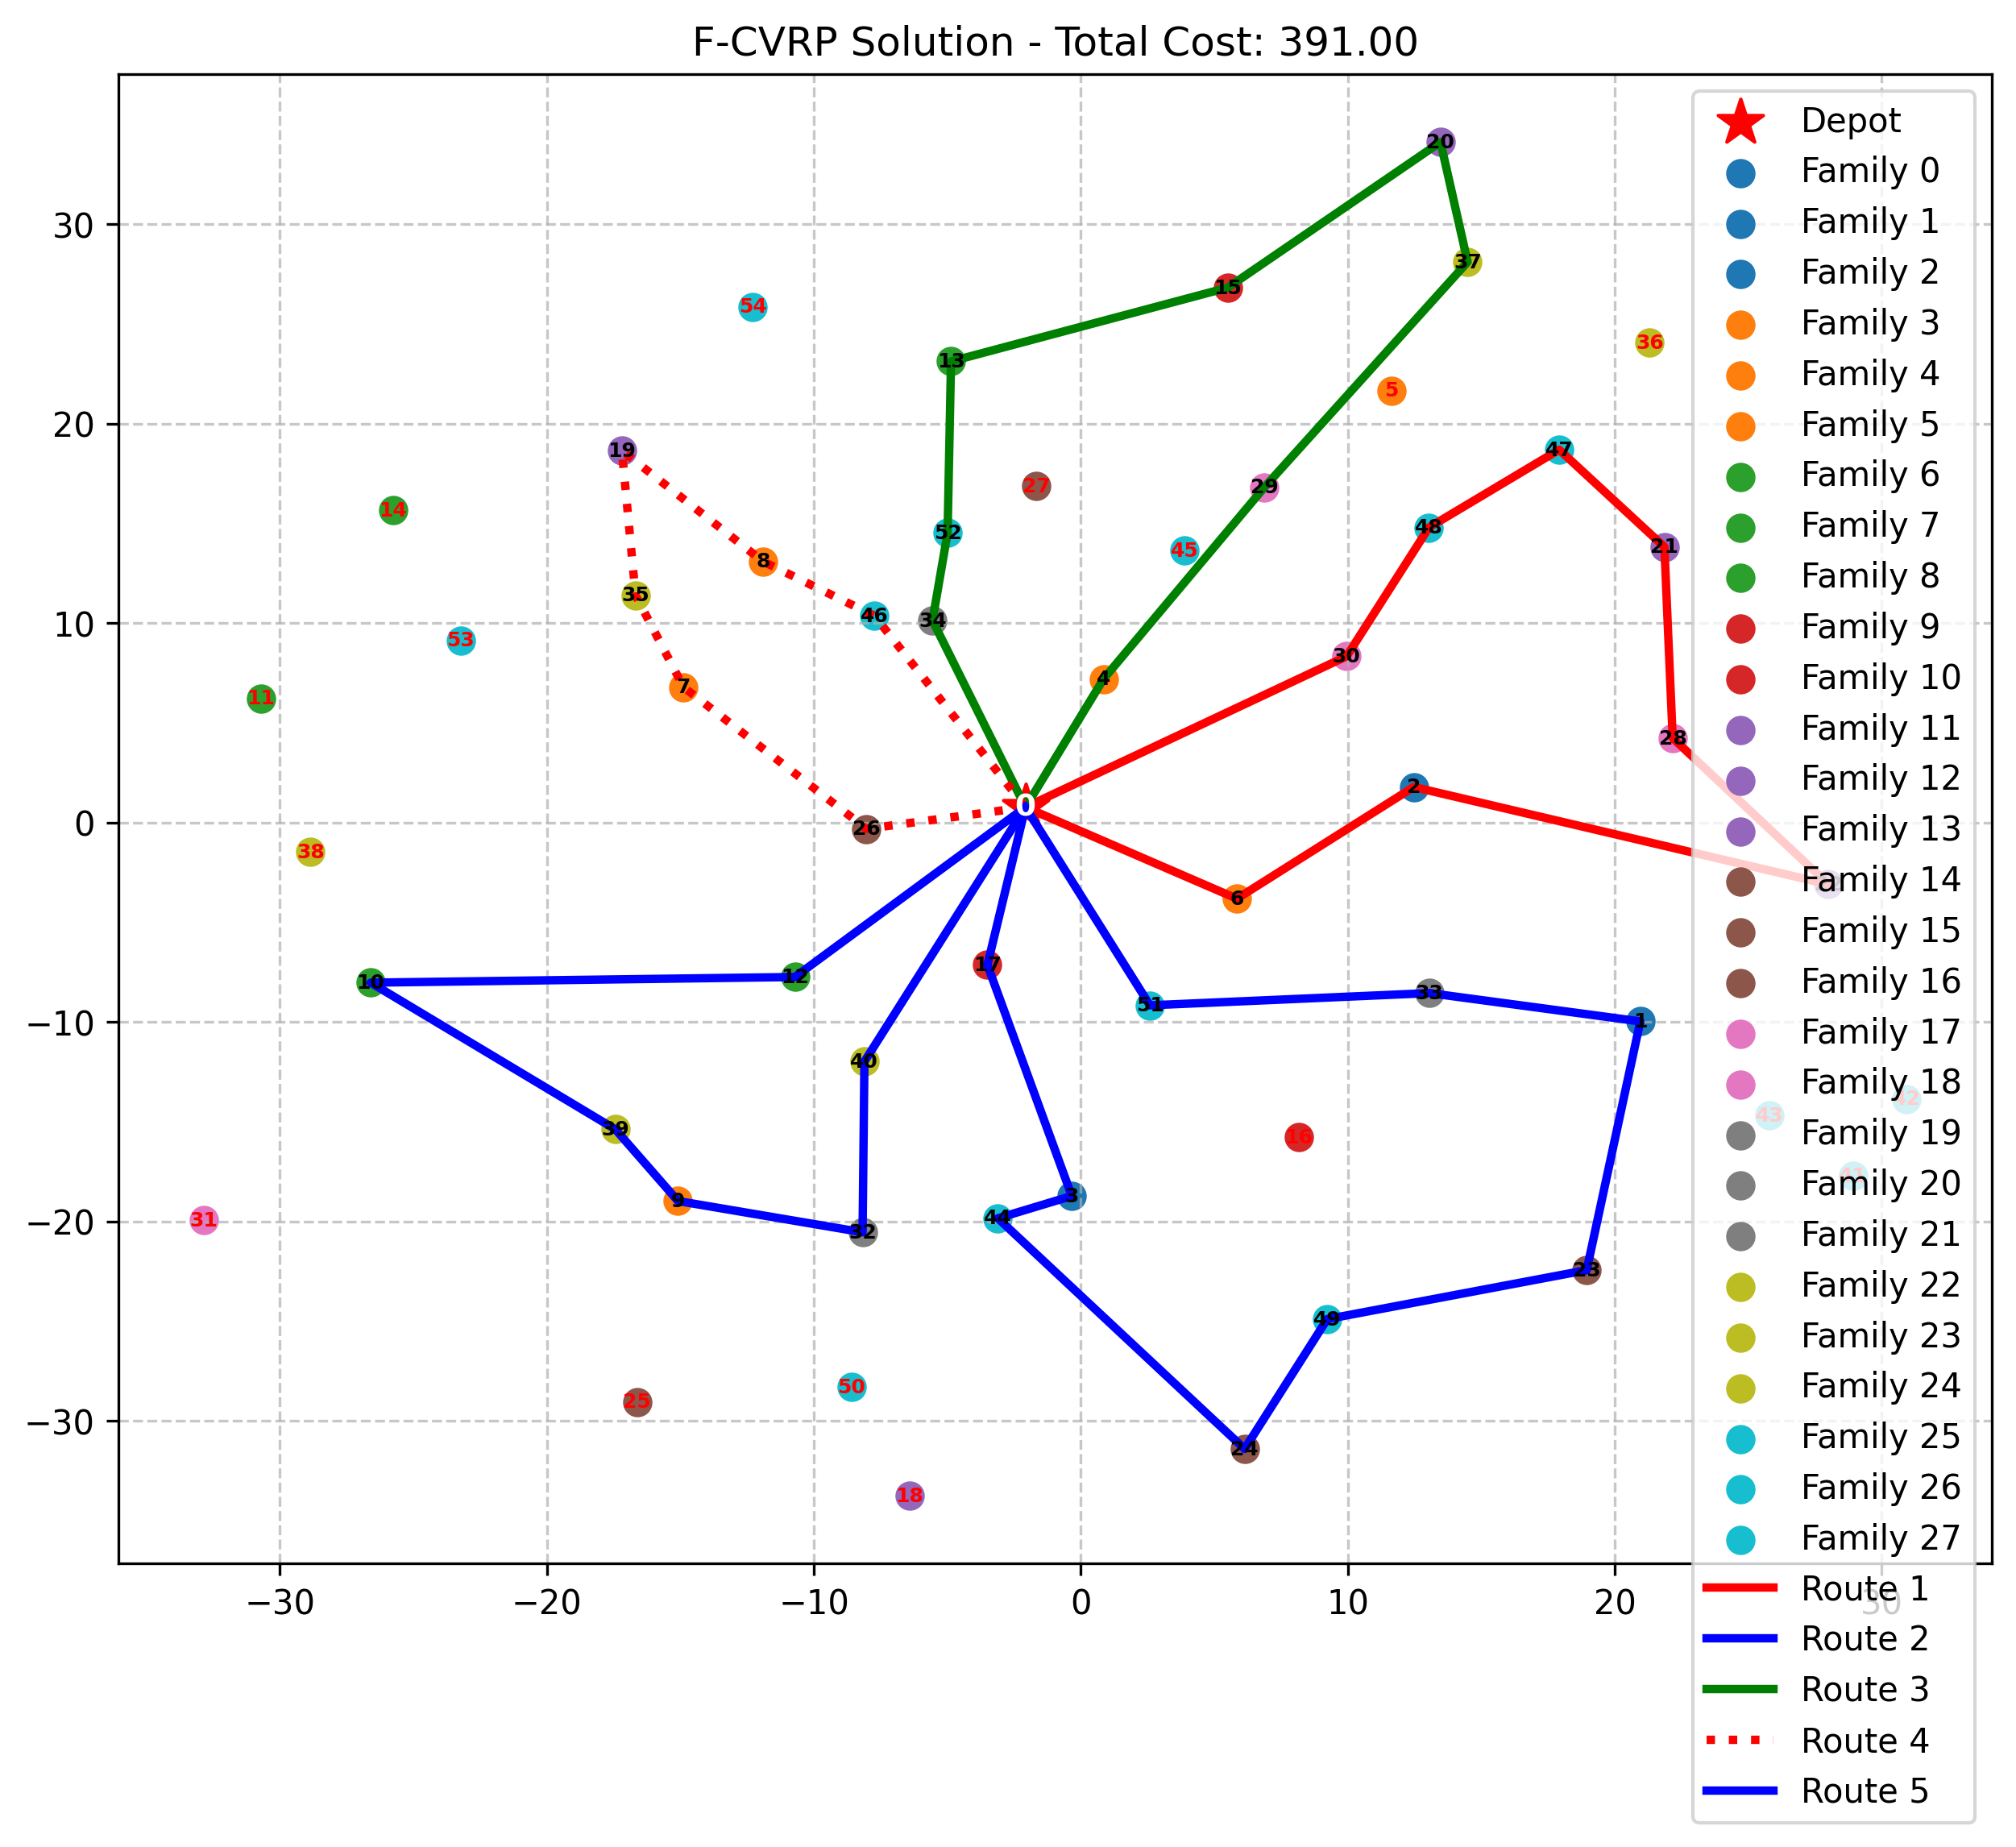 F-CVRP Solution - Total Cost: 391.00
Depot
20
Family 0
Family 1
30
37
Family 2
15
54
Family 3
36
13
Family 4
5
20
19
47
Family 5
27
29
Family 6
14
48
52
45
21
Family 7
8
35
Family 8
10
34
46
53
Family 9
30
4
7
11
Family 10
28
Family 11
2
Family 12
0
0
26
Family 13
38
Family 14
6
Family 15
17
12
10
Family 16
33
51
−10
1
Family 17
40
Family 18
42
43
39
16
Family 19
41
Family 20
3
44
−20
31
9
32
Family 21
23
Family 22
49
Family 23
50
Family 24
25
−30
24
Family 25
18
Family 26
Family 27
−30
−20
−10
0
10
20
30
Route 1
Route 2
Route 3
Route 4
Route 5